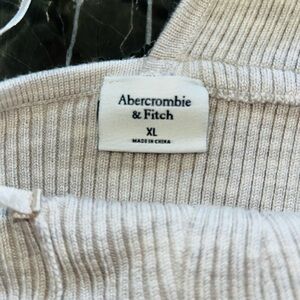 Abercrombie
& Fitch
XL
MADE IN CHINA